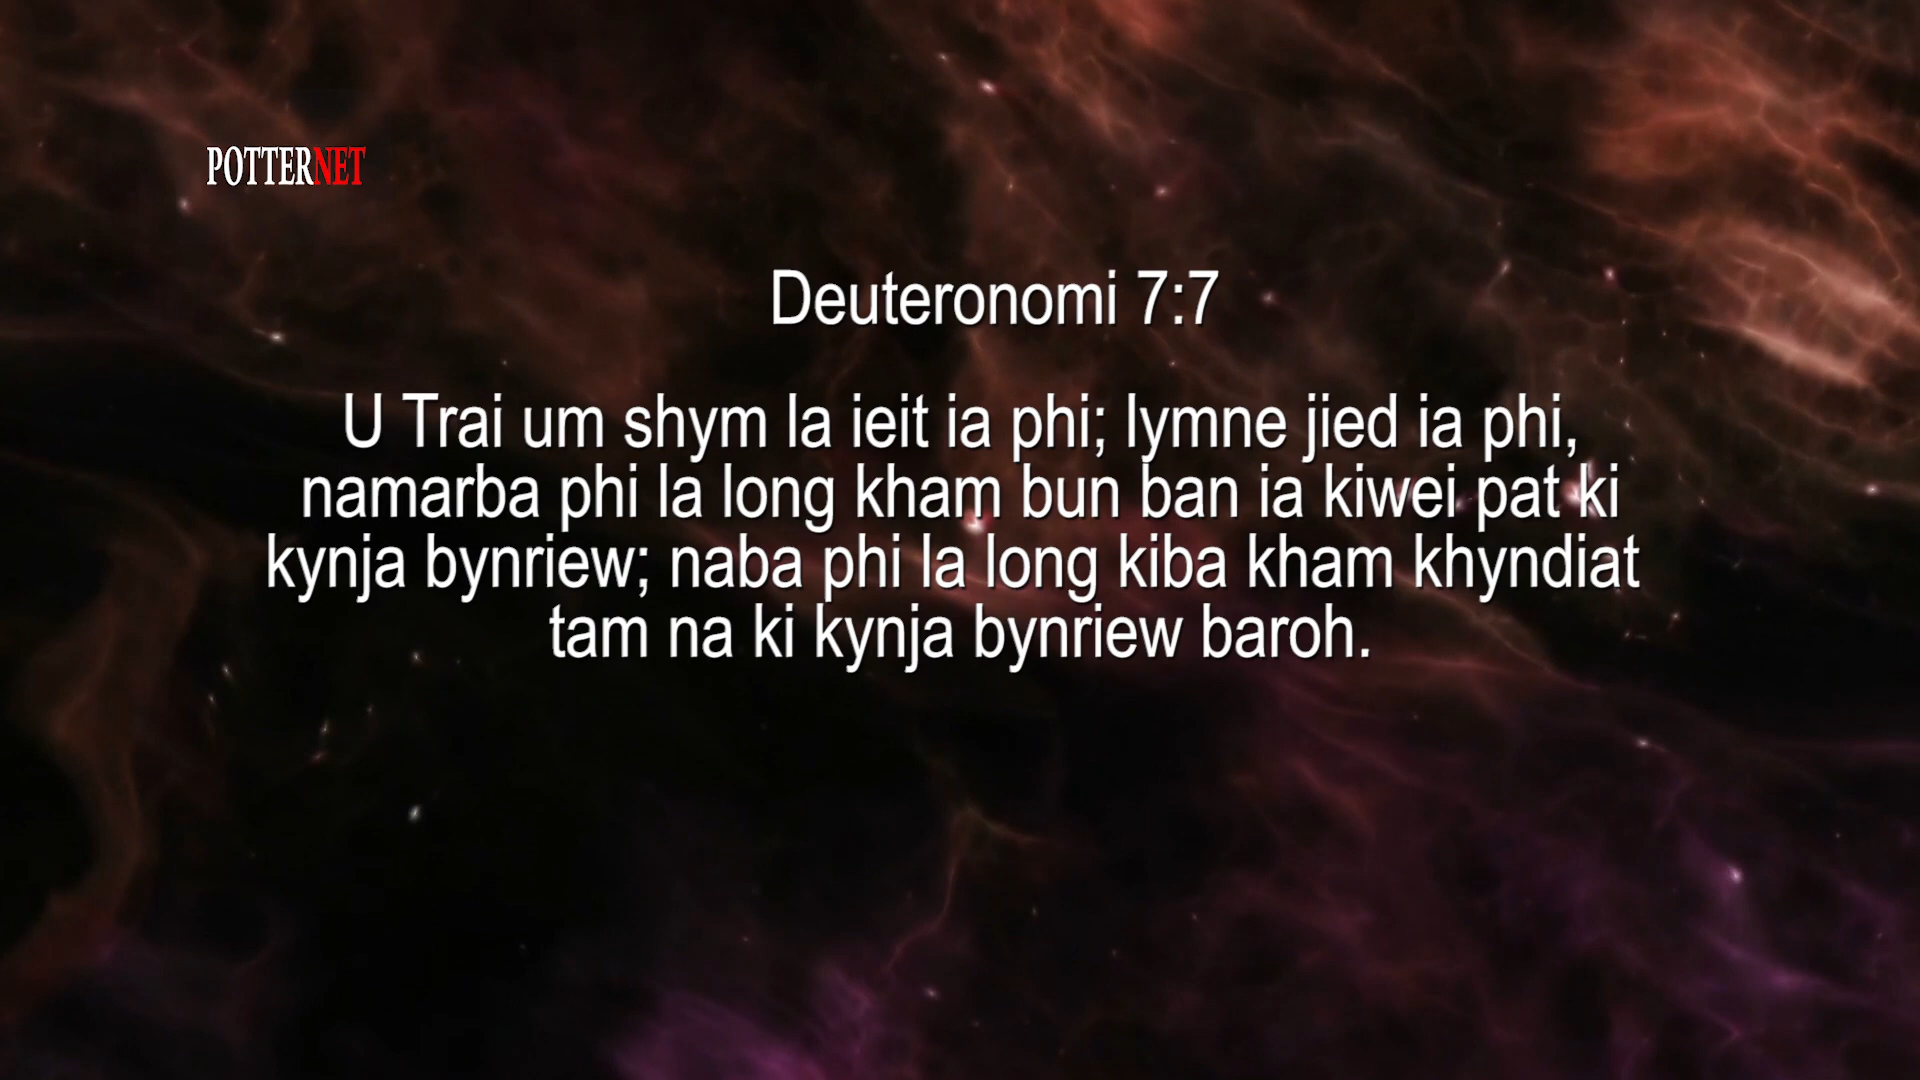 POTTERNET
Deuteronomi 7:7
U Trai um shym la ieit ia phi; lymne jied ia phi,
namarba phi la long kham bun ban ia kiwei pat ki
kynja bynriew; naba phi la long kiba kham khyndiat
tam na ki kynja bynriew baroh.